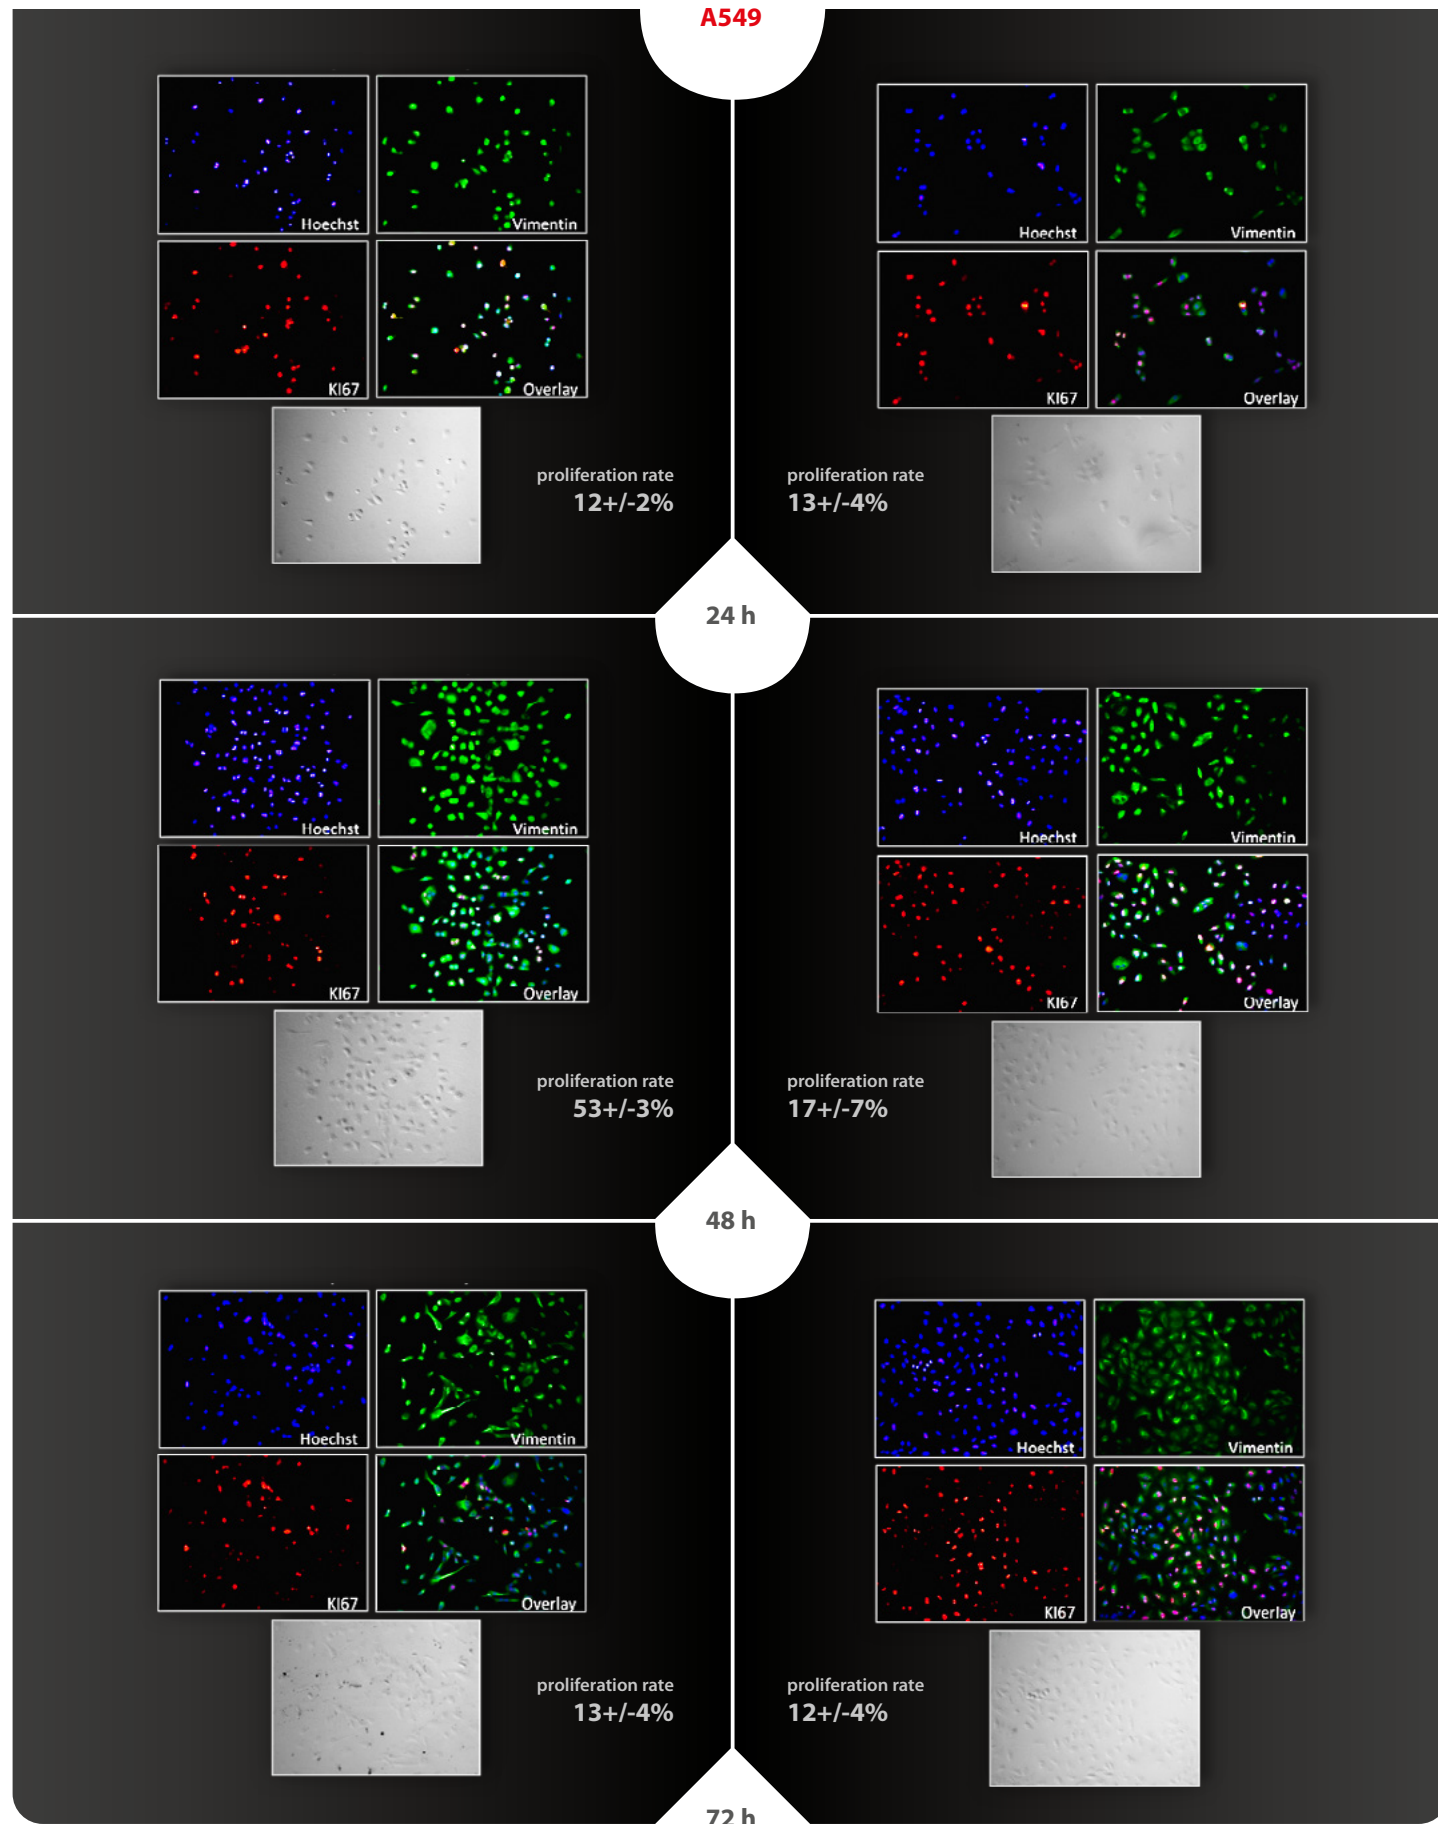 A549
Hoechst
Vimentin
KI67
Overlay
proliferation rate
12+/-2%
Hoechst
Vimentin
KI67
Overlay
proliferation rate
13+/-4%
24 h
Hoechst
Vimentin
KI67
Overlay
proliferation rate
53+/-3%
Hoechst
Vimentin
KI67
Overlay
proliferation rate
17+/-7%
48 h
Hoechst
Vimentin
KI67
Overlay
proliferation rate
13+/-4%
Hoechst
Vimentin
KI67
Overlay
proliferation rate
12+/-4%
72 h